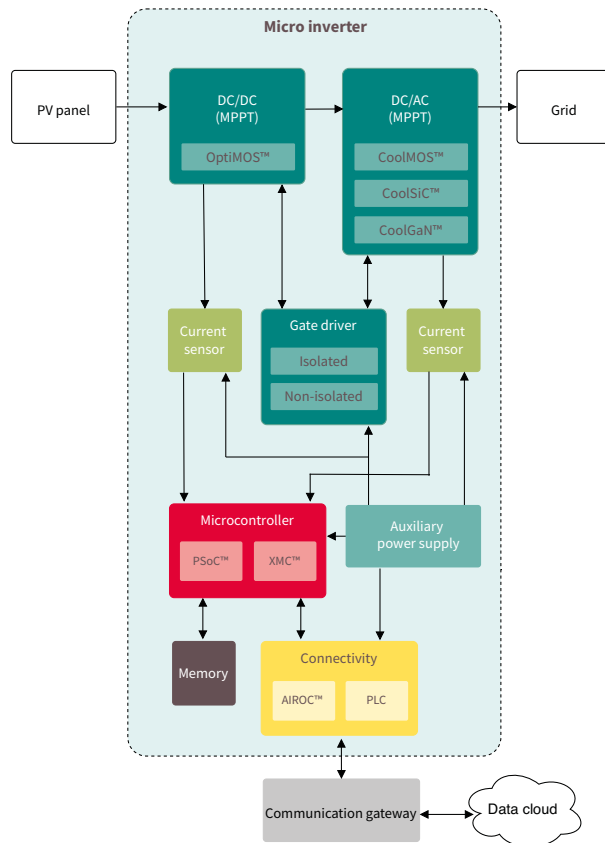 Micro inverter
PV panel
DC/DC
(MPPT)
OptiMOS™
DC/AC
(MPPT)
CoolMOS™
CoolSiC™
CoolGaN™
Grid
Current
sensor
Gate driver
Isolated
Non-isolated
Current
sensor
Microcontroller
PSoC™
XMC™
Auxiliary
power supply
Memory
Connectivity
AIROC™
PLC
Communication gateway
Data cloud